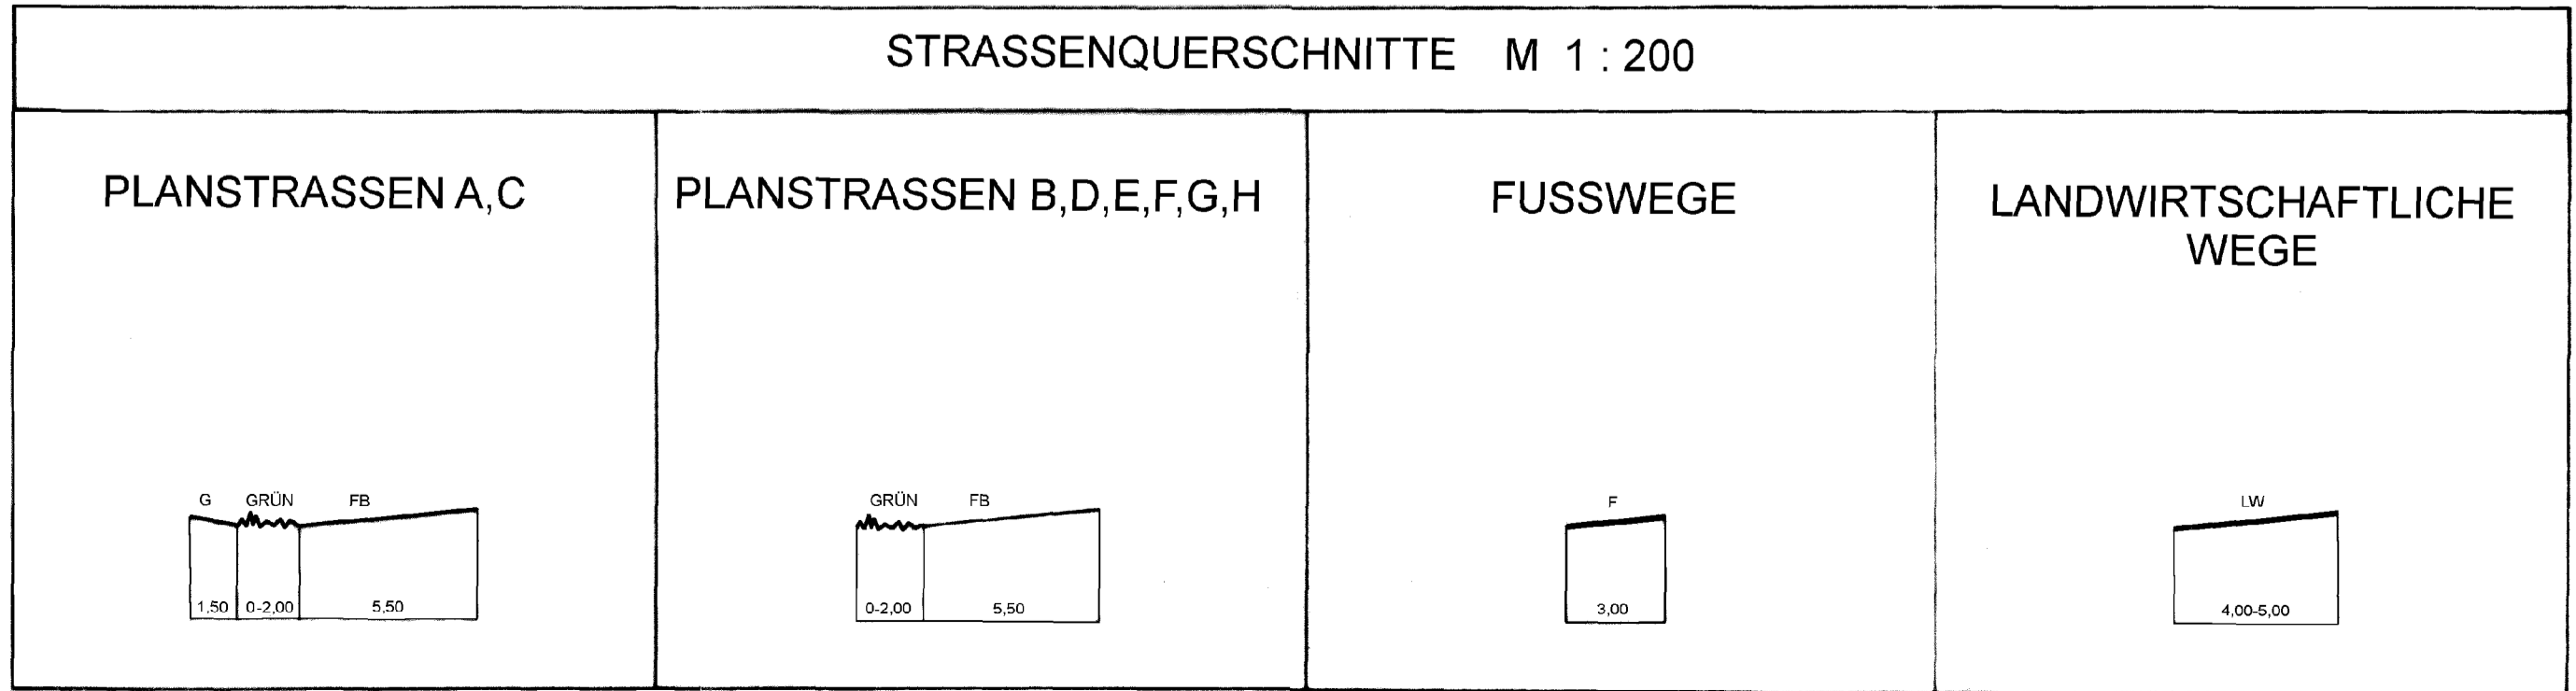 STRASSENQUERSCHNITTE M 1 : 200
PLANSTRASSEN A,C
PLANSTRASSEN B,D,E,F,G,H
FUSSWEGE
LANDWIRTSCHAFTLICHE
WEGE
G GRÜN FB
1,50 0-2,00 5,50
GRÜN FB
0-2,00 5,50
F
3,00
LW
4,00-5,00